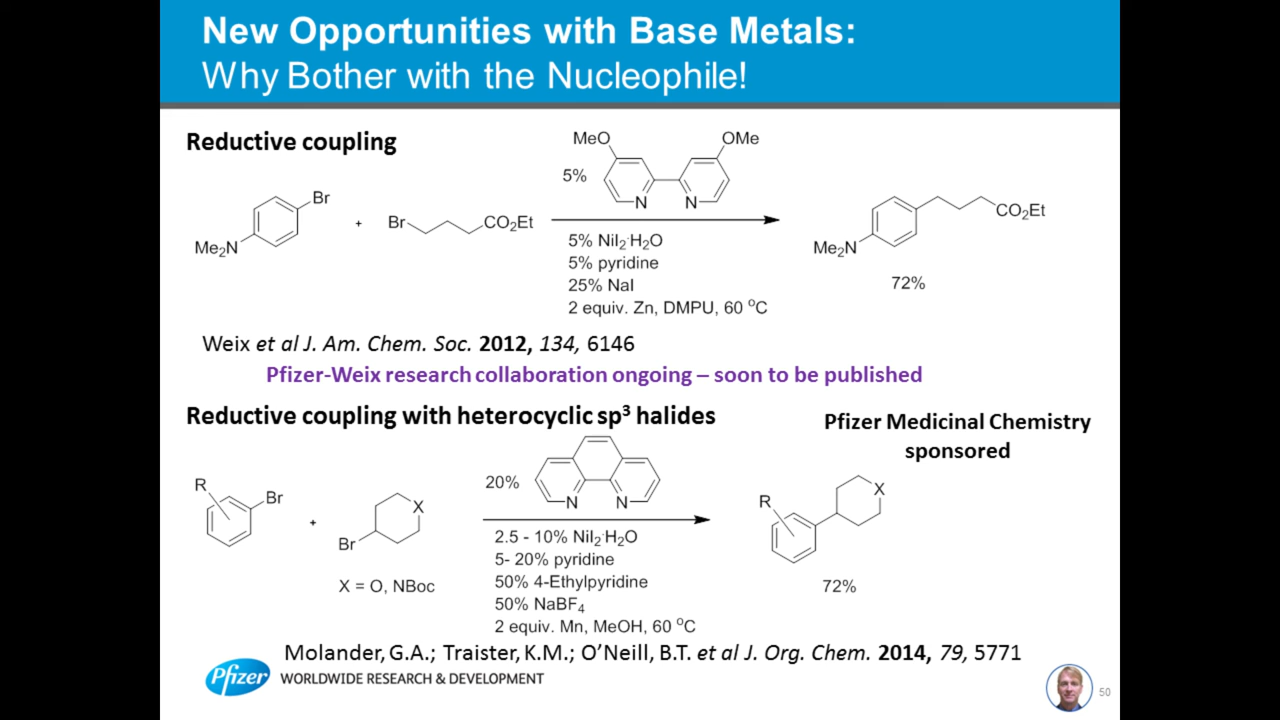 New Opportunities with Base Metals:
Why Bother with the Nucleophile!
Reductive coupling
MeO
OMe
5%
N
N
Br
Me₂N
+
Br
CO₂Et
5% NiI₂·H₂O
5% pyridine
25% NaI
2 equiv. Zn, DMPU, 60 °C
Me₂N
CO₂Et
72%
Weix et al J. Am. Chem. Soc. 2012, 134, 6146
Pfizer-Weix research collaboration ongoing – soon to be published
Reductive coupling with heterocyclic sp³ halides
Pfizer Medicinal Chemistry
sponsored
20%
N
N
R
Br
+
X
Br
X = O, NBoc
2.5 - 10% NiI₂·H₂O
5- 20% pyridine
50% 4-Ethylpyridine
50% NaBF₄
2 equiv. Mn, MeOH, 60 °C
R
X
72%
Molander, G.A.; Traister, K.M.; O’Neill, B.T. et al J. Org. Chem. 2014, 79, 5771
Pfizer
WORLDWIDE RESEARCH & DEVELOPMENT
50